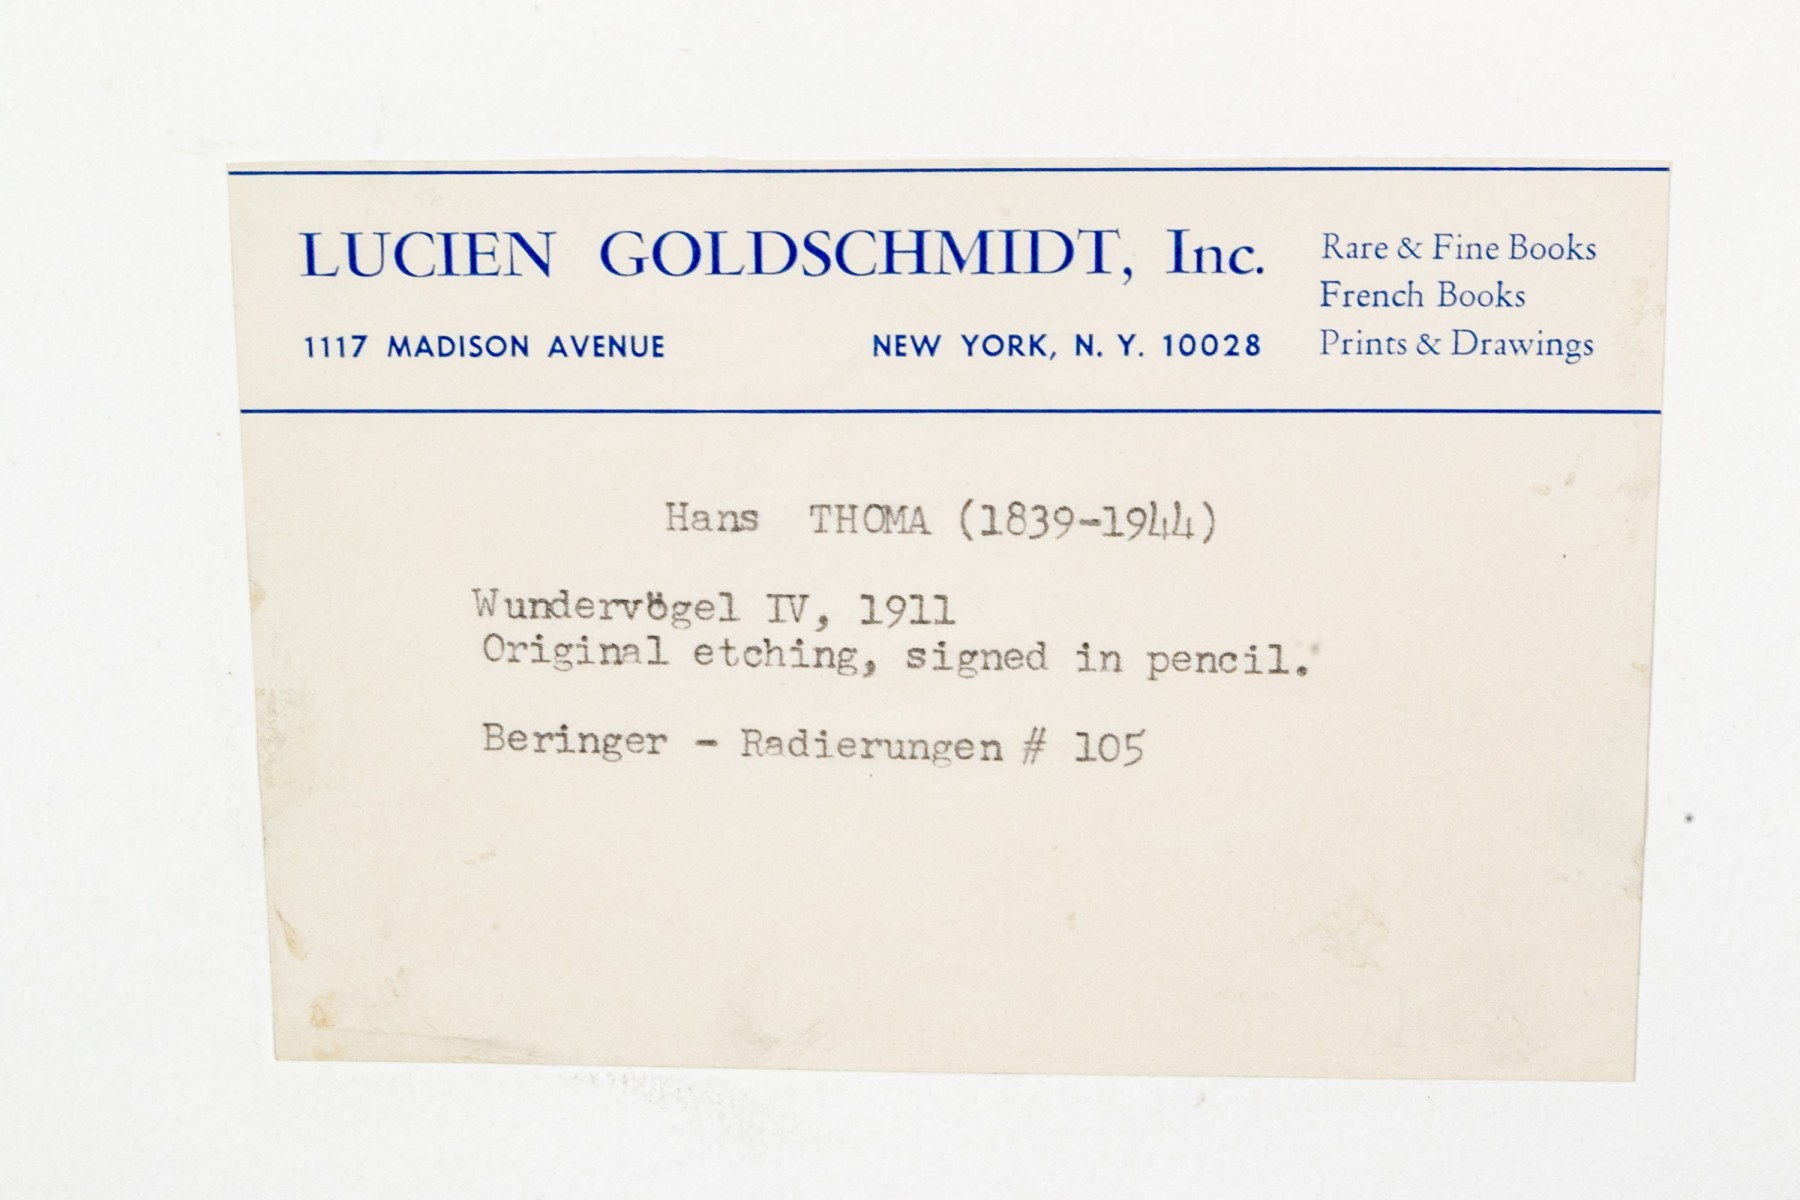 LUCIEN GOLDSCHMIDT, Inc.
1117 MADISON AVENUE NEW YORK, N. Y. 10028
Rare & Fine Books
French Books
Prints & Drawings
Hans THOMA (1839-1944)
Wundervögel IV, 1911
Original etching, signed in pencil.
Beringer - Radierungen # 105